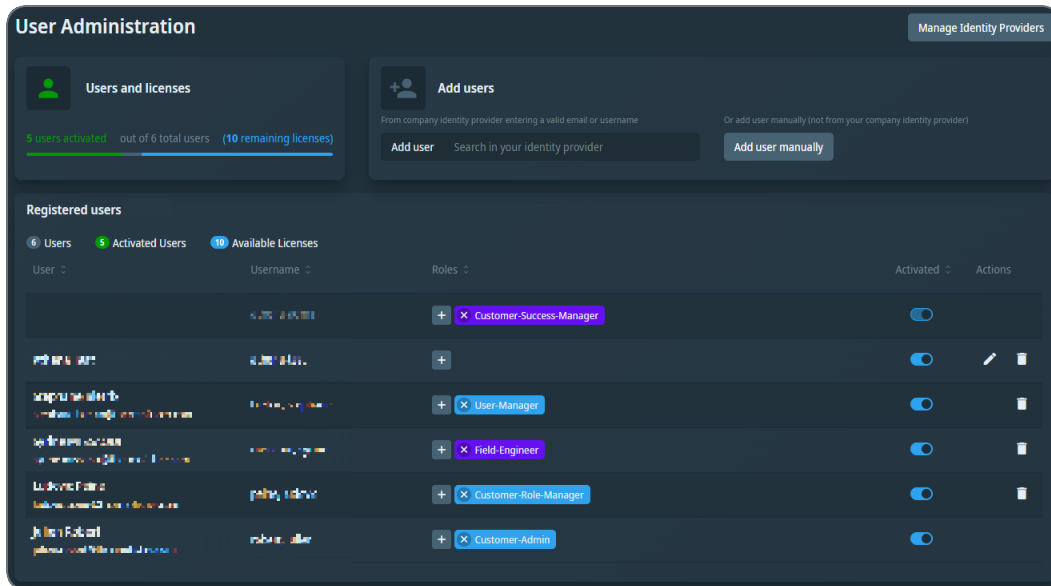 User Administration
Manage Identity Providers
Users and licenses
5 users activated out of 6 total users (10 remaining licenses)
Add users
From company identity provider entering a valid email or username
Add user Search in your identity provider
Or add user manually (not from your company identity provider)
Add user manually
Registered users
6 Users 5 Activated Users 10 Available Licenses
User Username Roles Activated Actions
+ × Customer-Success-Manager
+
+ × User-Manager
+ × Field-Engineer
+ × Customer-Role-Manager
+ × Customer-Admin